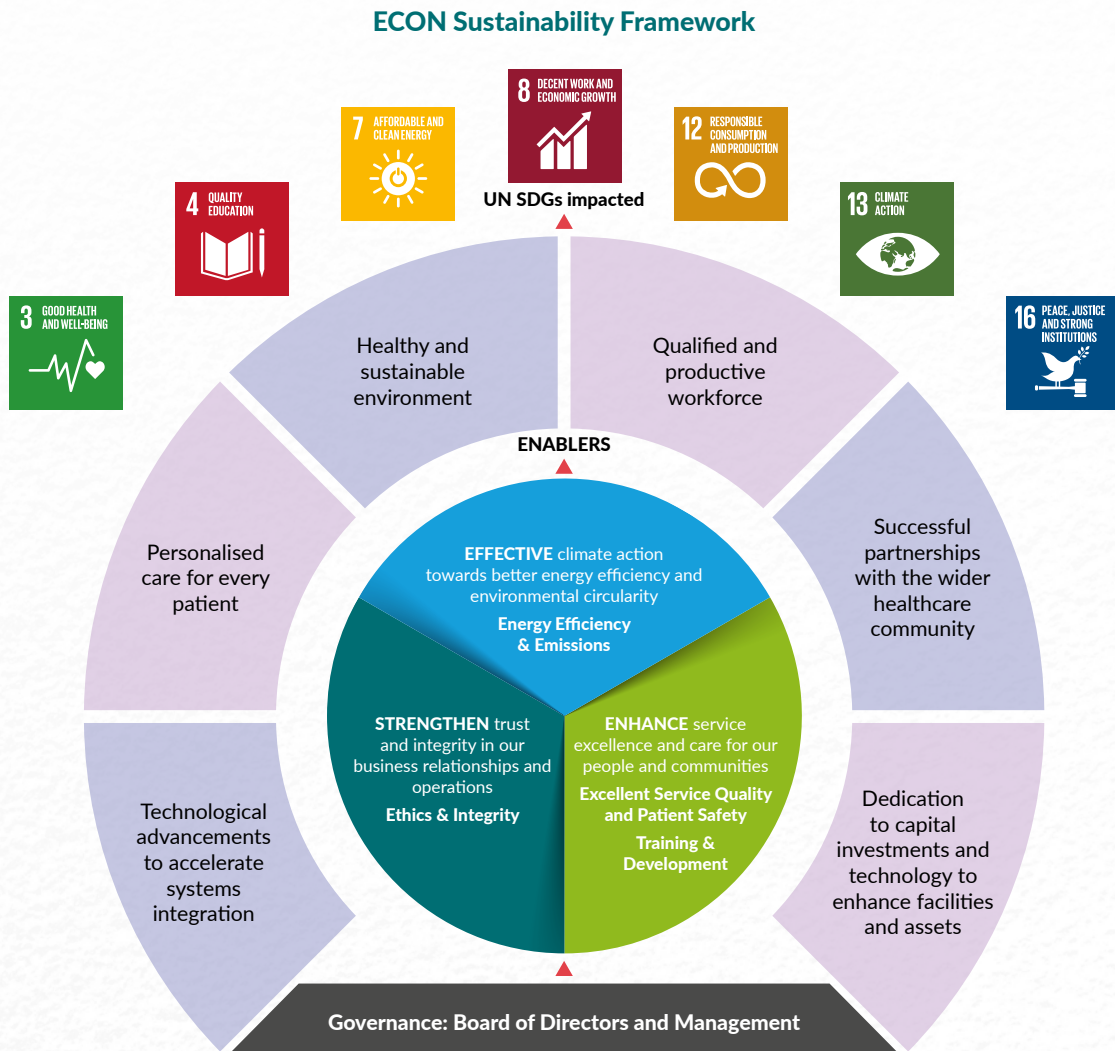 ECON Sustainability Framework
8 DECENT WORK AND
ECONOMIC GROWTH
7 AFFORDABLE AND
CLEAN ENERGY
12 RESPONSIBLE
CONSUMPTION
AND PRODUCTION
UN SDGs impacted
4 QUALITY
EDUCATION
13 CLIMATE
ACTION
3 GOOD HEALTH
AND WELL-BEING
16 PEACE, JUSTICE
AND STRONG
INSTITUTIONS
Healthy and
sustainable
environment
Qualified and
productive
workforce
ENABLERS
Personalised
care for every
patient
Successful
partnerships
with the wider
healthcare
community
EFFECTIVE climate action
towards better energy efficiency and
environmental circularity
Energy Efficiency
& Emissions
STRENGTHEN trust
and integrity in our
business relationships and
operations
Ethics & Integrity
ENHANCE service
excellence and care for our
people and communities
Excellent Service Quality
and Patient Safety
Training &
Development
Technological
advancements
to accelerate
systems
integration
Dedication
to capital
investments and
technology to
enhance facilities
and assets
Governance: Board of Directors and Management